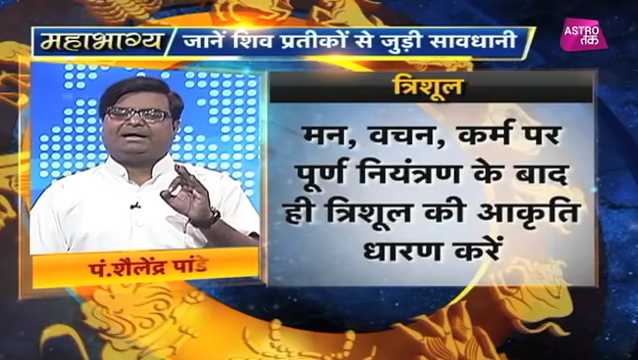 महाभाग्य
जानें शिव प्रतीकों से जुड़ी सावधानी
ASTRO
तक
त्रिशूल
मन, वचन, कर्म पर
पूर्ण नियंत्रण के बाद
ही त्रिशूल की आकृति
धारण करें
पं.शैलेंद्र पांडे